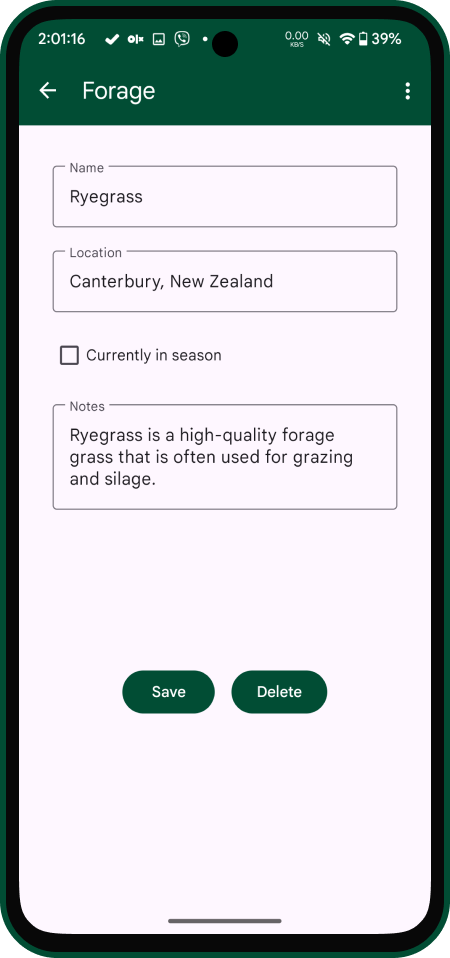 2:01:16 olx 0.00 KB/S 39%
Forage
Name
Ryegrass
Location
Canterbury, New Zealand
Currently in season
Notes
Ryegrass is a high-quality forage
grass that is often used for grazing
and silage.
Save Delete